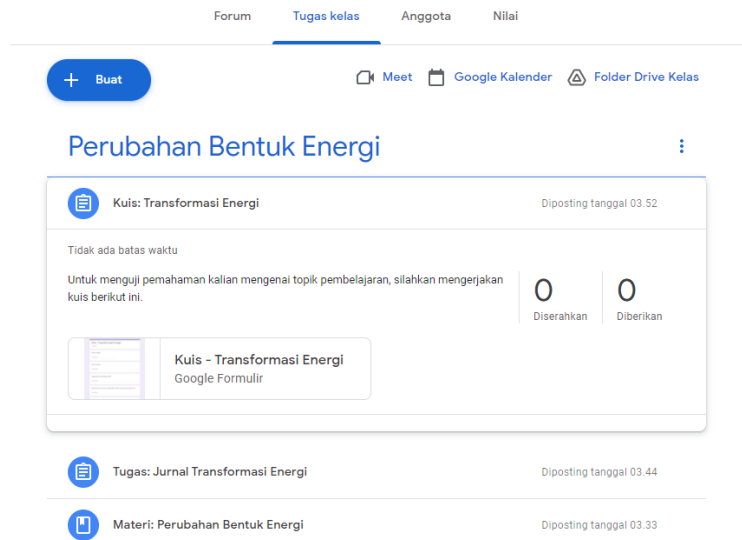 Forum Tugas kelas Anggota Nilai
+ Buat
Meet Google Kalender Folder Drive Kelas
Perubahan Bentuk Energi
Kuis: Transformasi Energi Diposting tanggal 03.52
Tidak ada batas waktu
Untuk menguji pemahaman kalian mengenai topik pembelajaran, silahkan mengerjakan
kuis berikut ini.
0 0
Diserahkan Diberikan
Kuis - Transformasi Energi
Google Formulir
Tugas: Jurnal Transformasi Energi Diposting tanggal 03.44
Materi: Perubahan Bentuk Energi Diposting tanggal 03.33